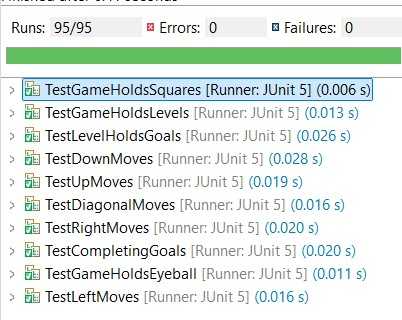 Runs: 95/95 Errors: 0 Failures: 0
TestGameHoldsSquares [Runner: JUnit 5] (0.006 s)
TestGameHoldsLevels [Runner: JUnit 5] (0.013 s)
TestLevelHoldsGoals [Runner: JUnit 5] (0.026 s)
TestDownMoves [Runner: JUnit 5] (0.028 s)
TestUpMoves [Runner: JUnit 5] (0.019 s)
TestDiagonalMoves [Runner: JUnit 5] (0.016 s)
TestRightMoves [Runner: JUnit 5] (0.020 s)
TestCompletingGoals [Runner: JUnit 5] (0.020 s)
TestGameHoldsEyeball [Runner: JUnit 5] (0.011 s)
TestLeftMoves [Runner: JUnit 5] (0.016 s)